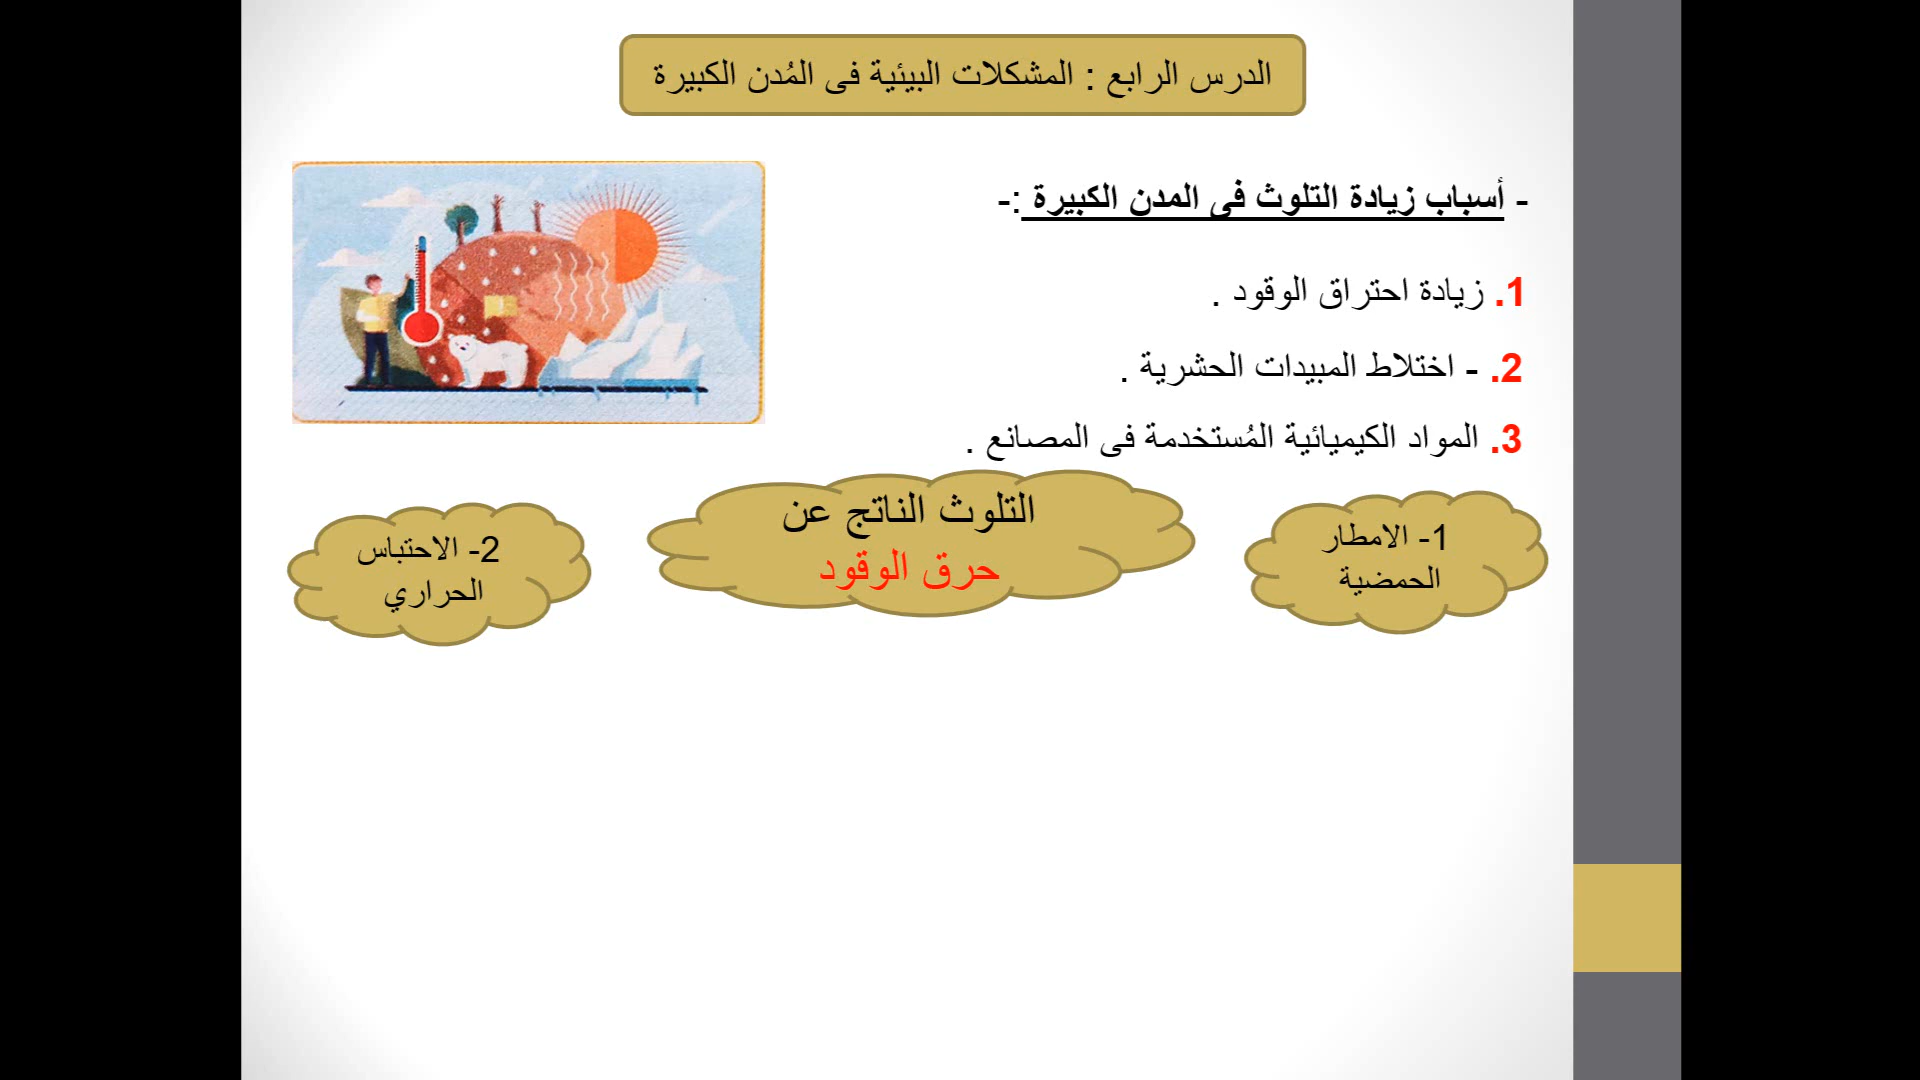 الدرس الرابع : المشكلات البيئية فى المُدن الكبيرة
- أسباب زيادة التلوث فى المدن الكبيرة :-
1. زيادة احتراق الوقود .
2. - اختلاط المبيدات الحشرية .
3. المواد الكيميائية المُستخدمة فى المصانع .
التلوث الناتج عن
حرق الوقود
1- الامطار
الحمضية
2- الاحتباس
الحراري